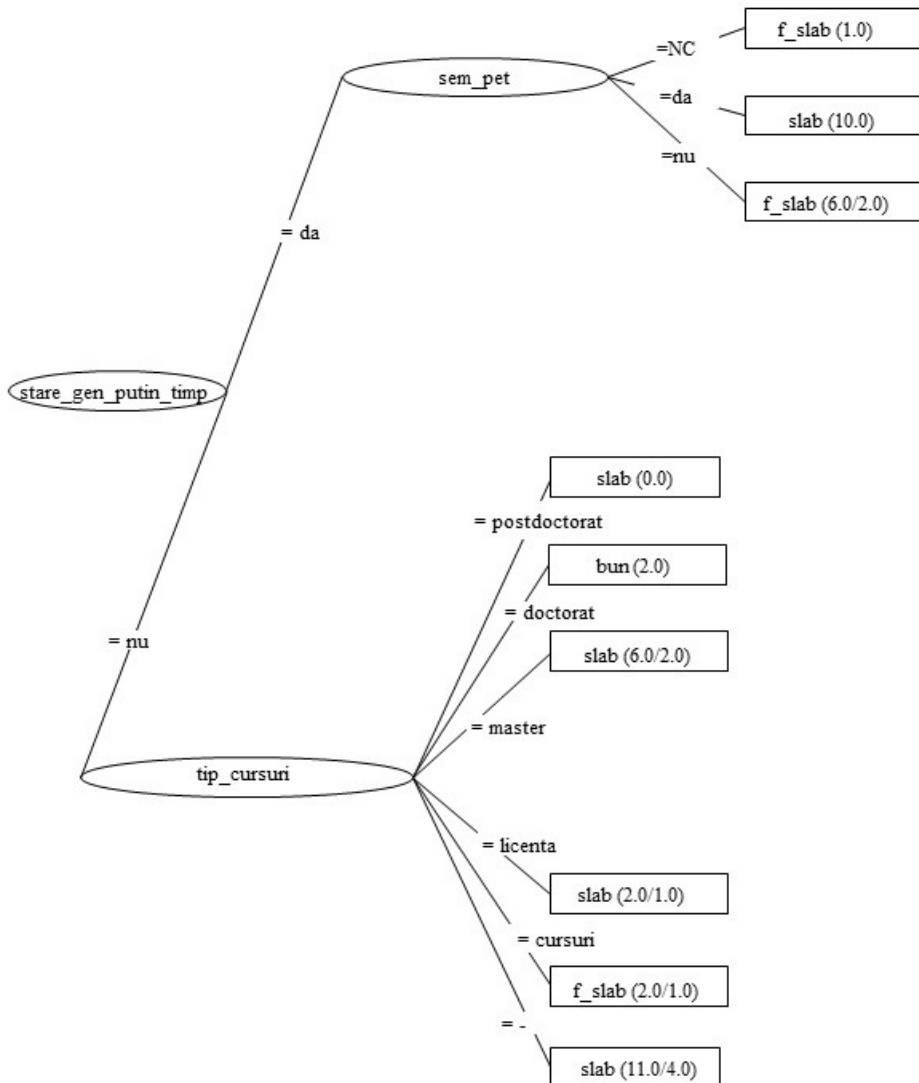 f_slab (1.0)
=NC
sem_pet
=da
slab (10.0)
=nu
f_slab (6.0/2.0)
= da
stare_gen_putin_timp
slab (0.0)
= postdoctorat
bun (2.0)
= doctorat
= nu
slab (6.0/2.0)
= master
tip_cursuri
= licenta
slab (2.0/1.0)
= cursuri
f_slab (2.0/1.0)
= -
slab (11.0/4.0)